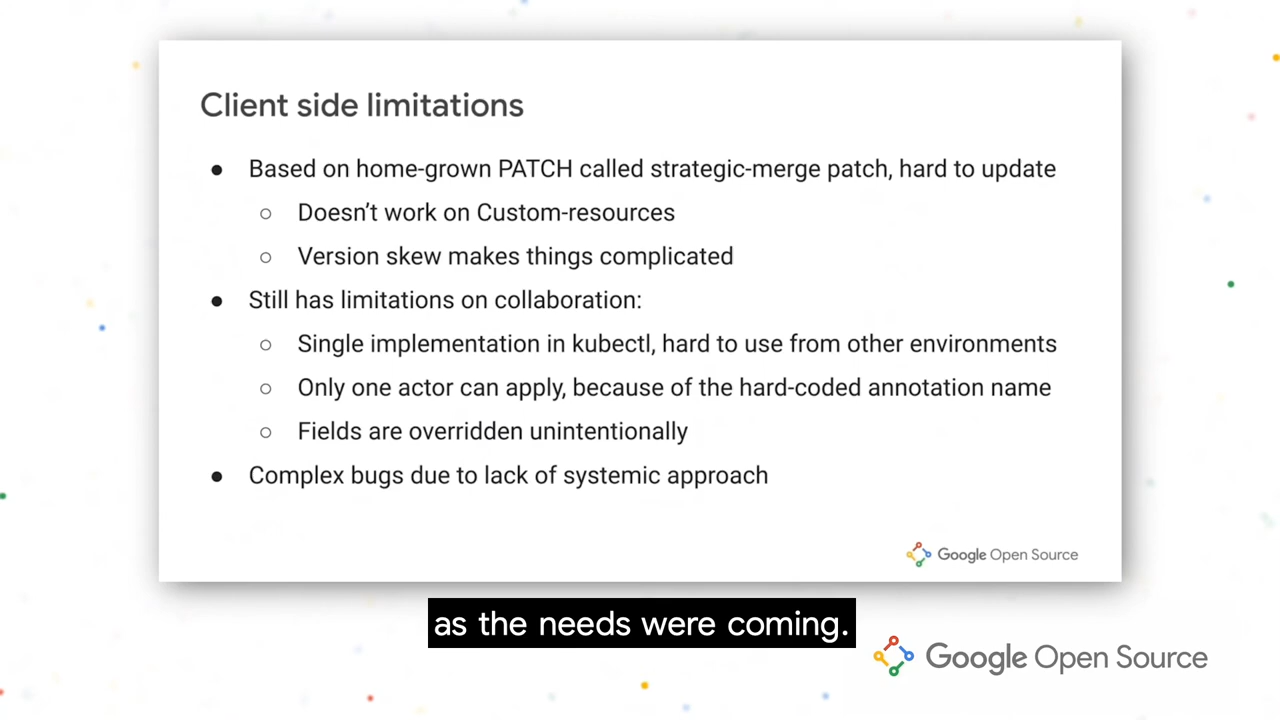 Client side limitations
● Based on home-grown PATCH called strategic-merge patch, hard to update
○ Doesn’t work on Custom-resources
○ Version skew makes things complicated
● Still has limitations on collaboration:
○ Single implementation in kubectl, hard to use from other environments
○ Only one actor can apply, because of the hard-coded annotation name
○ Fields are overridden unintentionally
● Complex bugs due to lack of systemic approach
Google Open Source
as the needs were coming.
Google Open Source